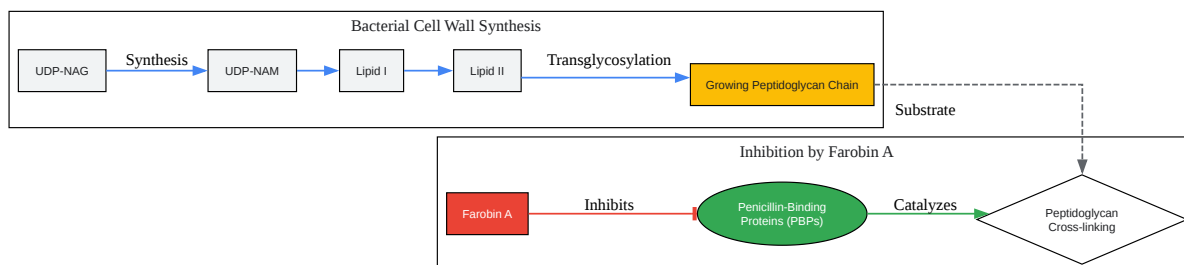 Bacterial Cell Wall Synthesis
UDP-NAG
Synthesis
UDP-NAM
Lipid I
Lipid II
Transglycosylation
Growing Peptidoglycan Chain
Substrate
Inhibition by Farobin A
Farobin A
Inhibits
Penicillin-Binding
Proteins (PBPs)
Catalyzes
Peptidoglycan
Cross-linking